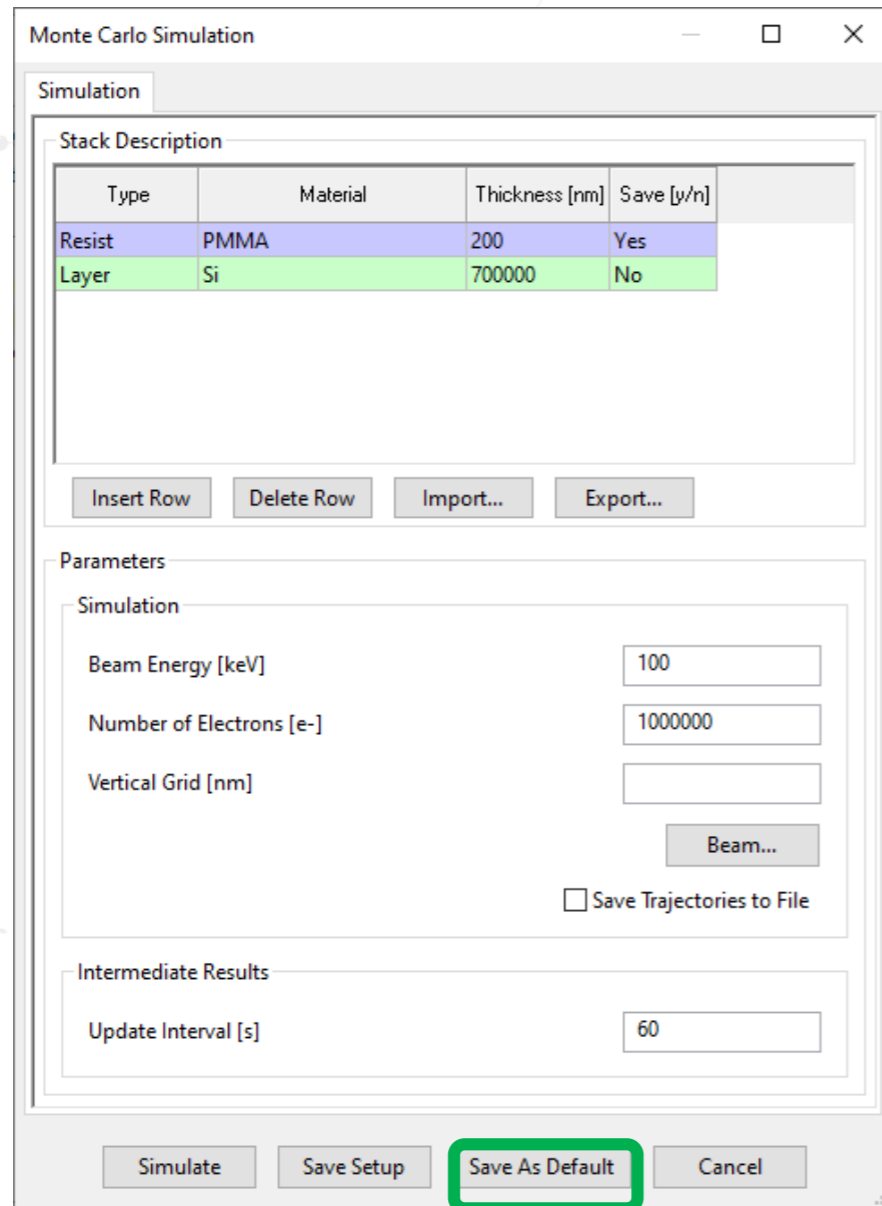 Monte Carlo Simulation
Simulation
Stack Description
Type Material Thickness [nm] Save [y/n]
Resist PMMA 200 Yes
Layer Si 700000 No
Insert Row Delete Row Import... Export...
Parameters
Simulation
Beam Energy [keV] 100
Number of Electrons [e-] 1000000
Vertical Grid [nm]
Beam...
Save Trajectories to File
Intermediate Results
Update Interval [s] 60
Simulate Save Setup Save As Default Cancel